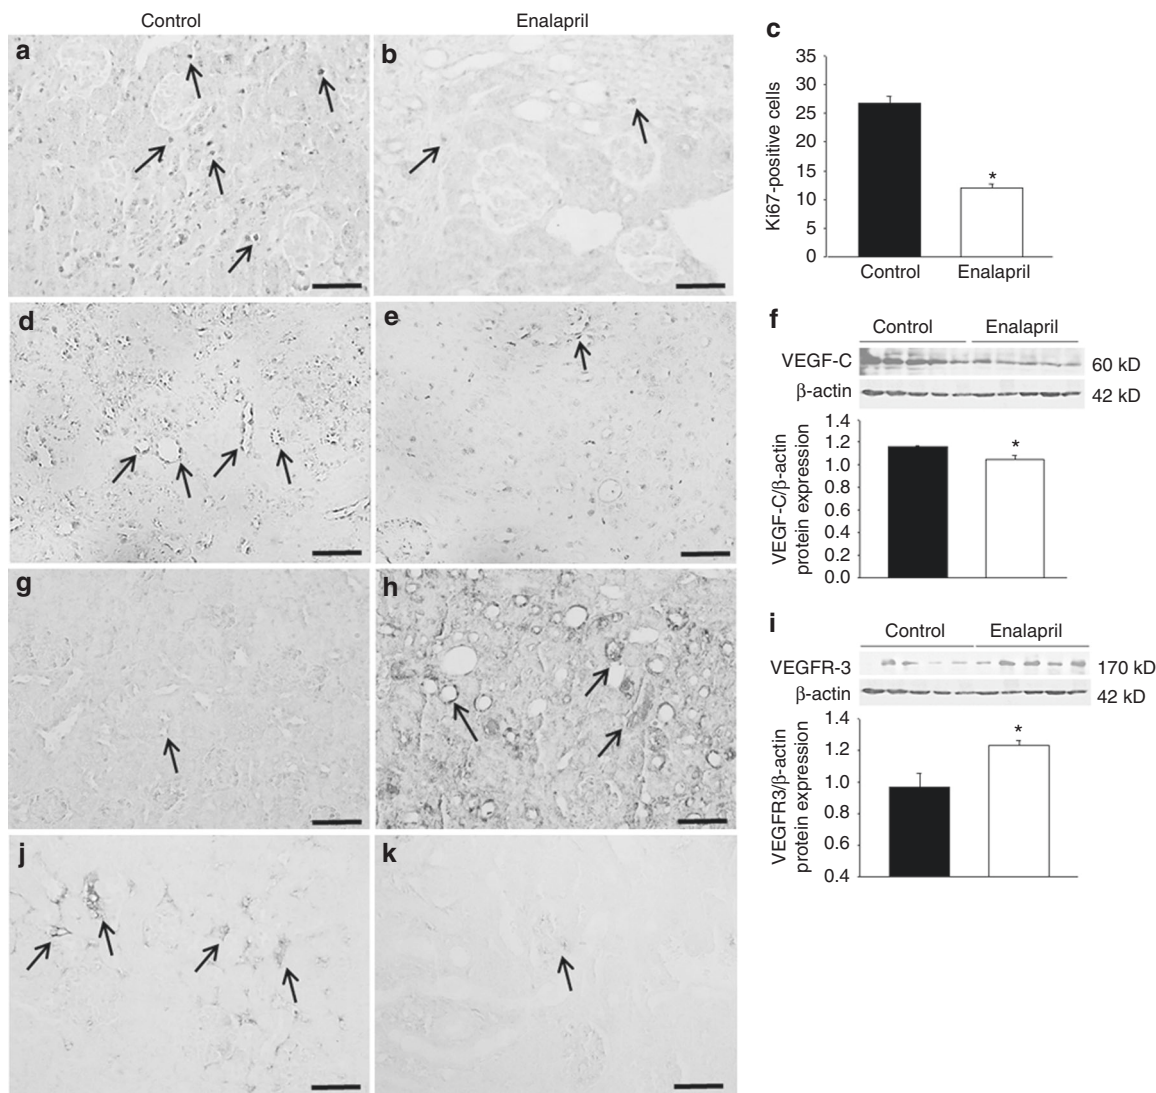 Control Enalapril
a
b
c
Ki67-positive cells
35
30
25
20
15
10
5
0
*
Control Enalapril
d
e
f
Control Enalapril
VEGF-C 60 kD
β-actin 42 kD
VEGF-C/β-actin
protein expression
1.4
1.2
1.0
0.8
0.6
0.4
0.2
0.0
*
g
h
i
Control Enalapril
VEGFR-3 170 kD
β-actin 42 kD
VEGFR3/β-actin
protein expression
1.4
1.2
1.0
0.8
0.6
0.4
*
j
k